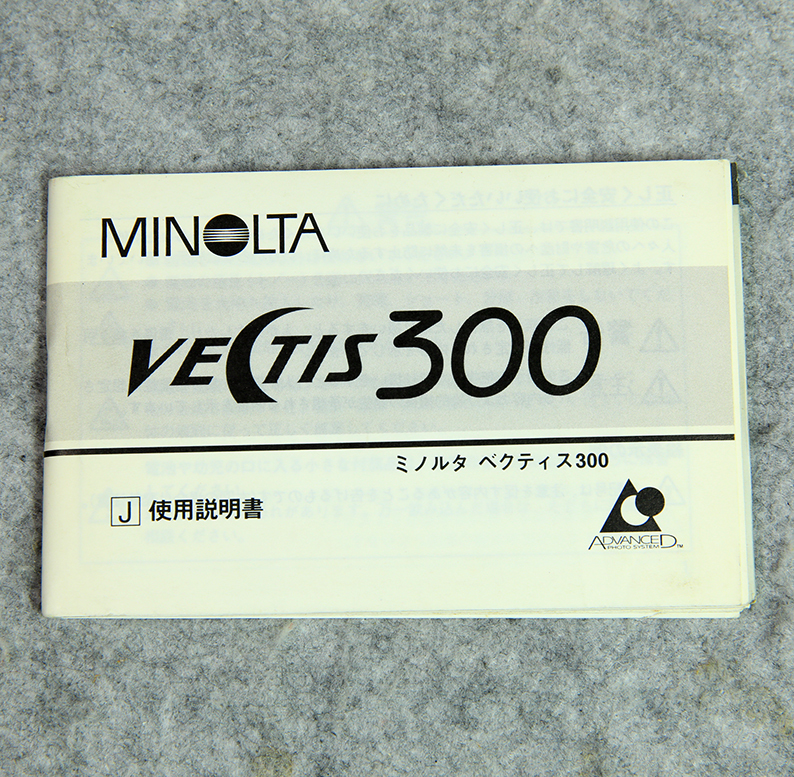 MINOLTA
VECTIS 300
ミノルタ ベクティス300
J 使用説明書
ADVANCED
PHOTO SYSTEM TM